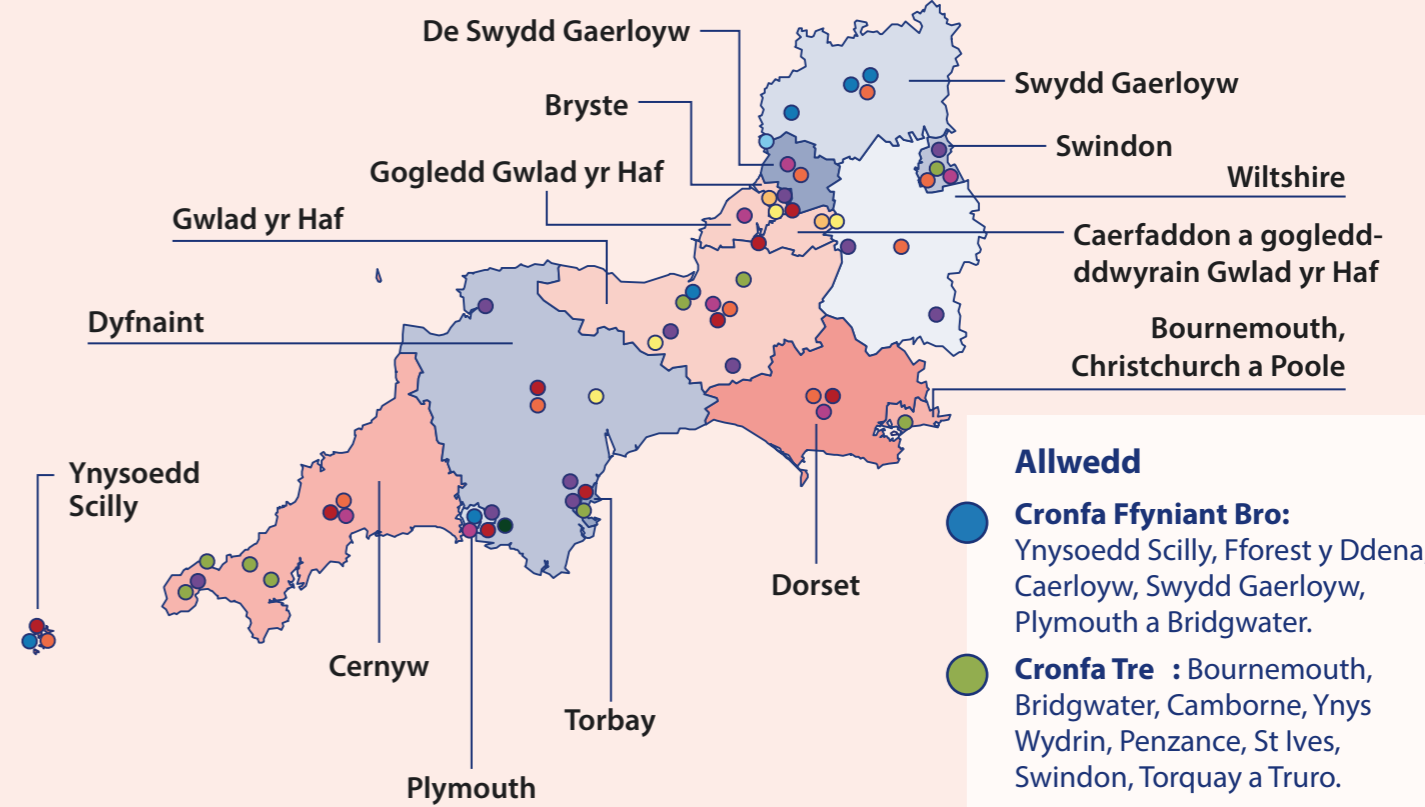 De Swydd Gaerloyw
Swydd Gaerloyw
Bryste
Swindon
Gogledd Gwlad yr Haf
Wiltshire
Gwlad yr Haf
Caerfaddon a gogledd-
ddwyrain Gwlad yr Haf
Dyfnaint
Bournemouth,
Christchurch a Poole
Ynysoedd
Scilly
Dorset
Cernyw
Torbay
Plymouth
Allwedd
Cronfa Ffyniant Bro:
Ynysoedd Scilly, Fforest y Ddena,
Caerloyw, Swydd Gaerloyw,
Plymouth a Bridgwater.
Cronfa Tre : Bournemouth,
Bridgwater, Camborne, Ynys
Wydrin, Penzance, St Ives,
Swindon, Torquay a Truro.